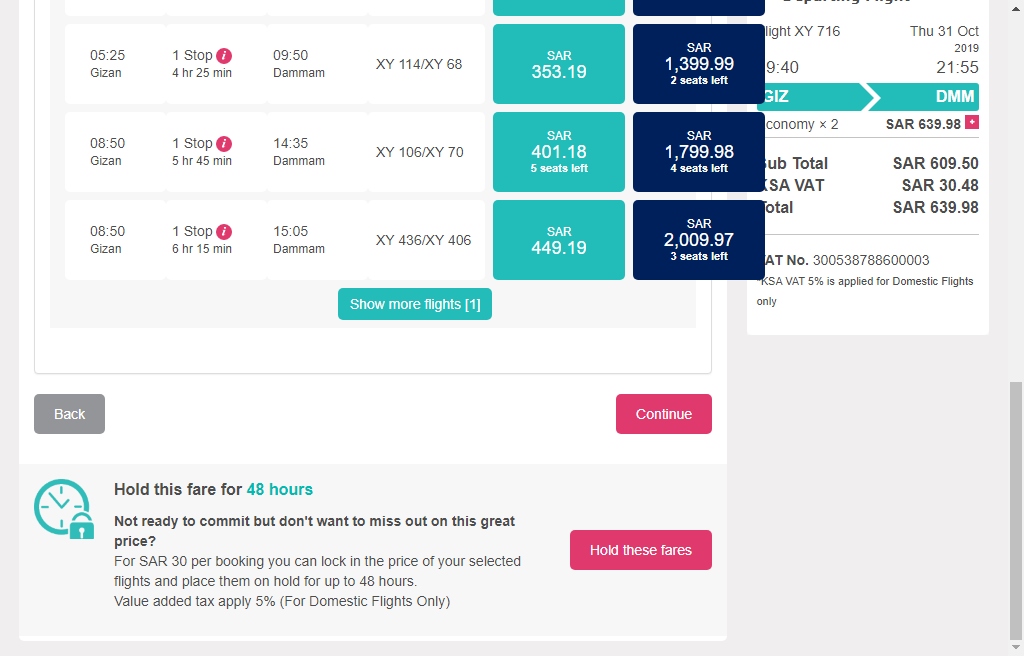 05:25
Gizan
1 Stop i
4 hr 25 min
09:50
Dammam
XY 114/XY 68
SAR
353.19
SAR
1,399.99
2 seats left
08:50
Gizan
1 Stop i
5 hr 45 min
14:35
Dammam
XY 106/XY 70
SAR
401.18
5 seats left
SAR
1,799.98
4 seats left
08:50
Gizan
1 Stop i
6 hr 15 min
15:05
Dammam
XY 436/XY 406
SAR
449.19
SAR
2,009.97
3 seats left
Show more flights [1]
Back
Continue
Hold this fare for 48 hours
Not ready to commit but don't want to miss out on this great
price?
For SAR 30 per booking you can lock in the price of your selected
flights and place them on hold for up to 48 hours.
Value added tax apply 5% (For Domestic Flights Only)
Hold these fares
light XY 716
Thu 31 Oct
2019
9:40
21:55
GIZ
DMM
conomy × 2
SAR 639.98 +
ub Total
SAR 609.50
KSA VAT
SAR 30.48
Total
SAR 639.98
VAT No. 300538788600003
*KSA VAT 5% is applied for Domestic Flights
only